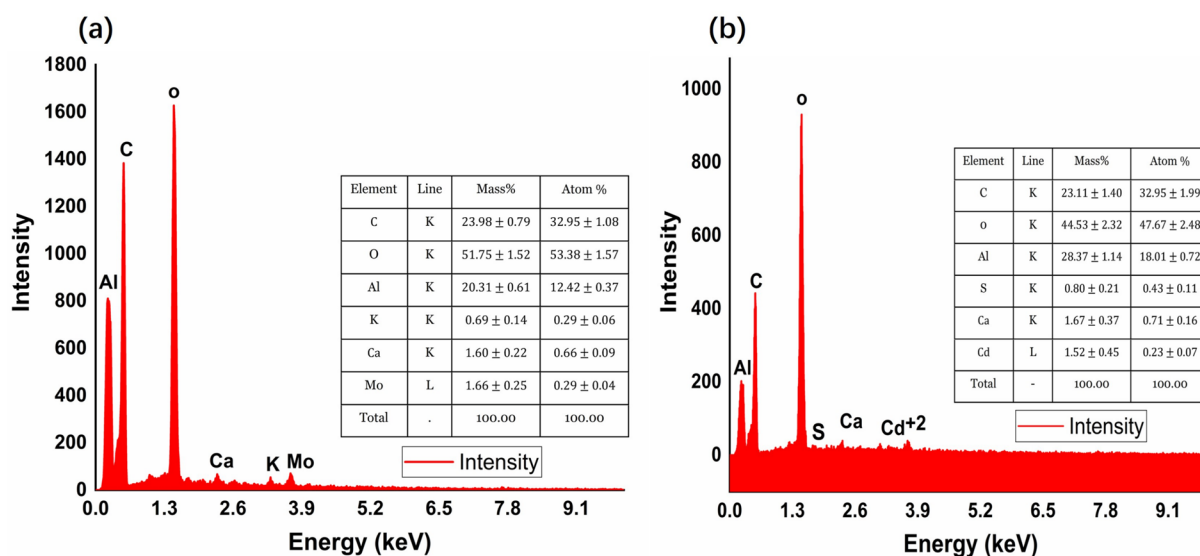 (a)
Intensity
1800
1600
1400
1200
1000
800
600
400
200
0
Al
C
o
Ca
K
Mo
Element Line Mass% Atom %
C K 23.98 ± 0.79 32.95 ± 1.08
O K 51.75 ± 1.52 53.38 ± 1.57
Al K 20.31 ± 0.61 12.42 ± 0.37
K K 0.69 ± 0.14 0.29 ± 0.06
Ca K 1.60 ± 0.22 0.66 ± 0.09
Mo L 1.66 ± 0.25 0.29 ± 0.04
Total . 100.00 100.00
Intensity
0.0 1.3 2.6 3.9 5.2 6.5 7.8 9.1
Energy (keV)
(b)
Intensity
1000
800
600
400
200
0
Al
C
o
S
Ca
Cd+2
Element Line Mass% Atom %
C K 23.11 ± 1.40 32.95 ± 1.99
o K 44.53 ± 2.32 47.67 ± 2.48
Al K 28.37 ± 1.14 18.01 ± 0.72
S K 0.80 ± 0.21 0.43 ± 0.11
Ca K 1.67 ± 0.37 0.71 ± 0.16
Cd L 1.52 ± 0.45 0.23 ± 0.07
Total - 100.00 100.00
Intensity
0.0 1.3 2.6 3.9 5.2 6.5 7.8 9.1
Energy (keV)